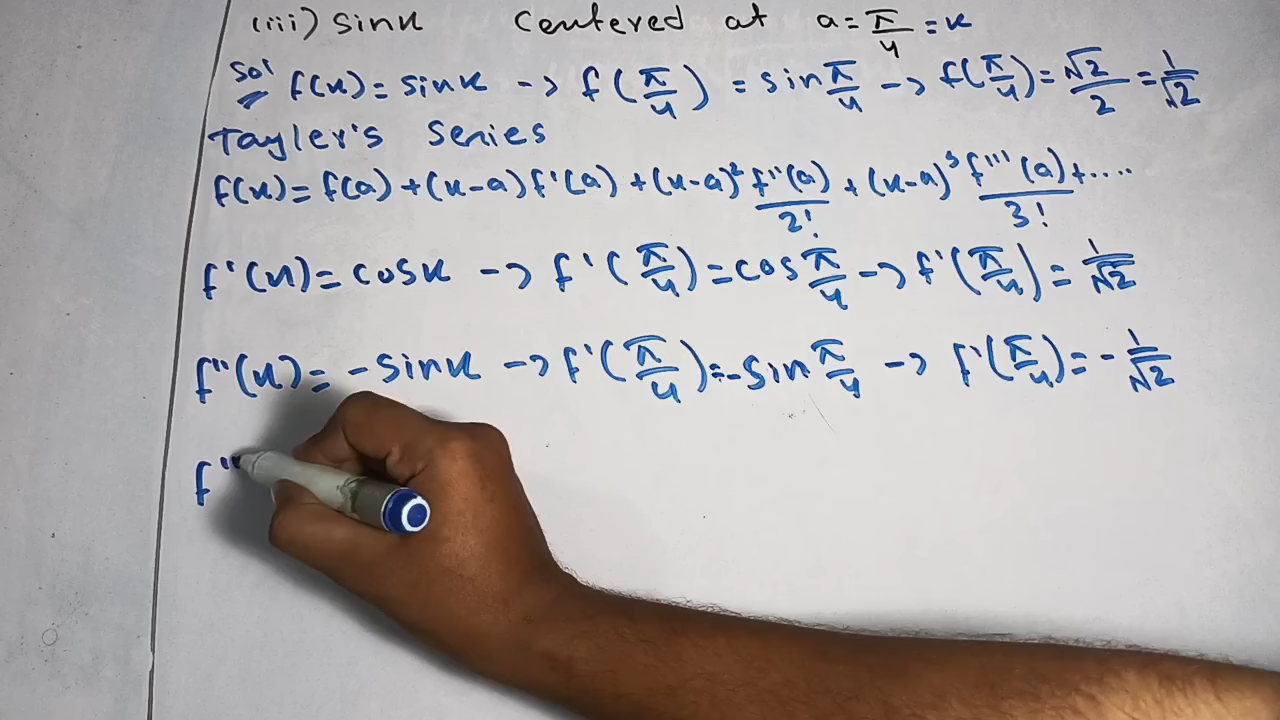 (iii) sinx centered at a = π/4 = x
Sol f(x) = sinx → f(π/4) = sin π/4 → f(π/4) = √2/2 = 1/√2
Tayler's Series
f(x) = f(a) + (x-a) f'(a) + (x-a)² f''(a)/2! + (x-a)³ f'''(a)/3! + ....
f'(x) = cosx → f'(π/4) = cos π/4 → f'(π/4) = 1/√2
f''(x) = -sinx → f'(π/4) = -sin π/4 → f'(π/4) = -1/√2
f''